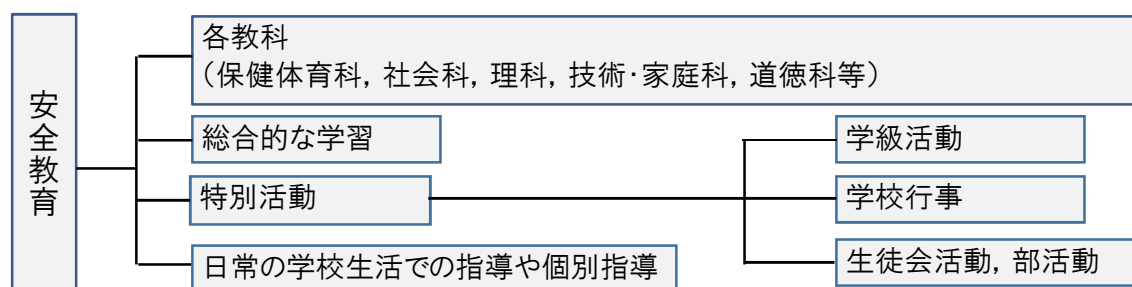 安全教育
各教科
（保健体育科，社会科，理科，技術・家庭科，道徳科等）
総合的な学習
特別活動
日常の学校生活での指導や個別指導
学級活動
学校行事
生徒会活動，部活動